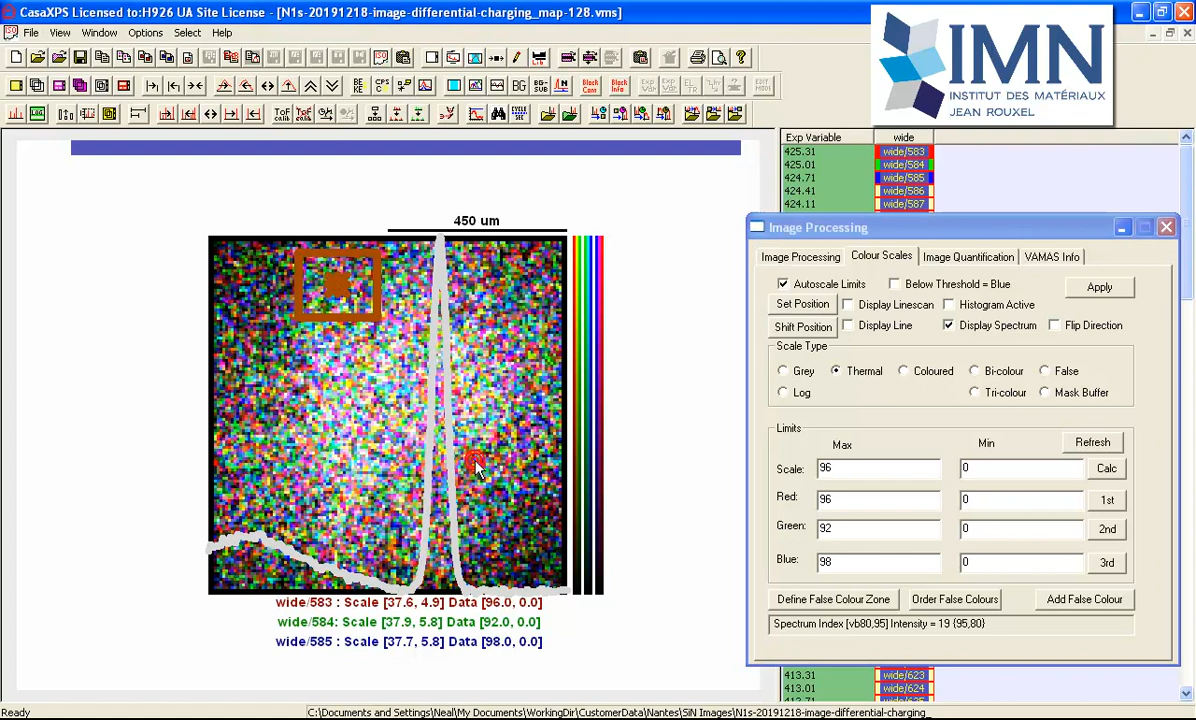 CasaXPS Licensed to:H926 UA Site License - [N1s-20191218-image-differential-charging_map-128.vms]
File View Window Options Select Help
IMN
INSTITUT DES MATÉRIAUX
JEAN ROUXEL
Exp Variable wide
425.31 wide/583
425.01 wide/584
424.71 wide/585
424.41 wide/586
424.11 wide/587
450 um
wide/583 : Scale [37.6, 4.9] Data [96.0, 0.0]
wide/584 : Scale [37.9, 5.8] Data [92.0, 0.0]
wide/585 : Scale [37.7, 5.8] Data [98.0, 0.0]
Image Processing
Image Processing Colour Scales Image Quantification VAMAS Info
Autoscale Limits Below Threshold = Blue Apply
Set Position Display Linescan Histogram Active
Shift Position Display Line Display Spectrum Flip Direction
Scale Type
Grey Thermal Coloured Bi-colour False
Log Tri-colour Mask Buffer
Limits
Max Min Refresh
Scale: 96 0 Calc
Red: 96 0 1st
Green: 92 0 2nd
Blue: 98 0 3rd
Define False Colour Zone Order False Colours Add False Colour
Spectrum Index [vb80,95] Intensity = 19 {95,80}
413.31 wide/623
413.01 wide/624
Ready C:\Documents and Settings\Neal\My Documents\WorkingDir\CustomerData\Nantes\SiN Images\N1s-20191218-image-differential-charging_